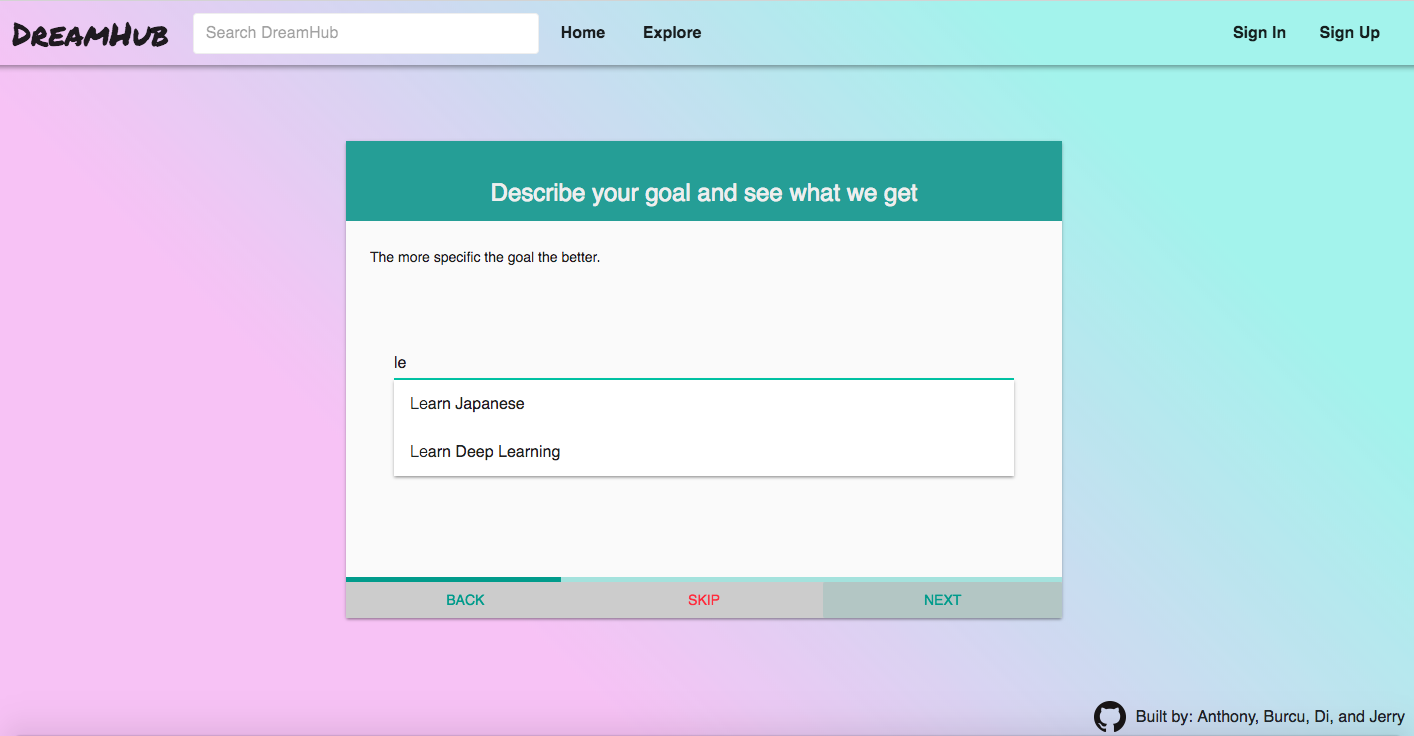 DreamHub Search DreamHub Home Explore Sign In Sign Up
Describe your goal and see what we get
The more specific the goal the better.
le
Learn Japanese
Learn Deep Learning
BACK SKIP NEXT
Built by: Anthony, Burcu, Di, and Jerry